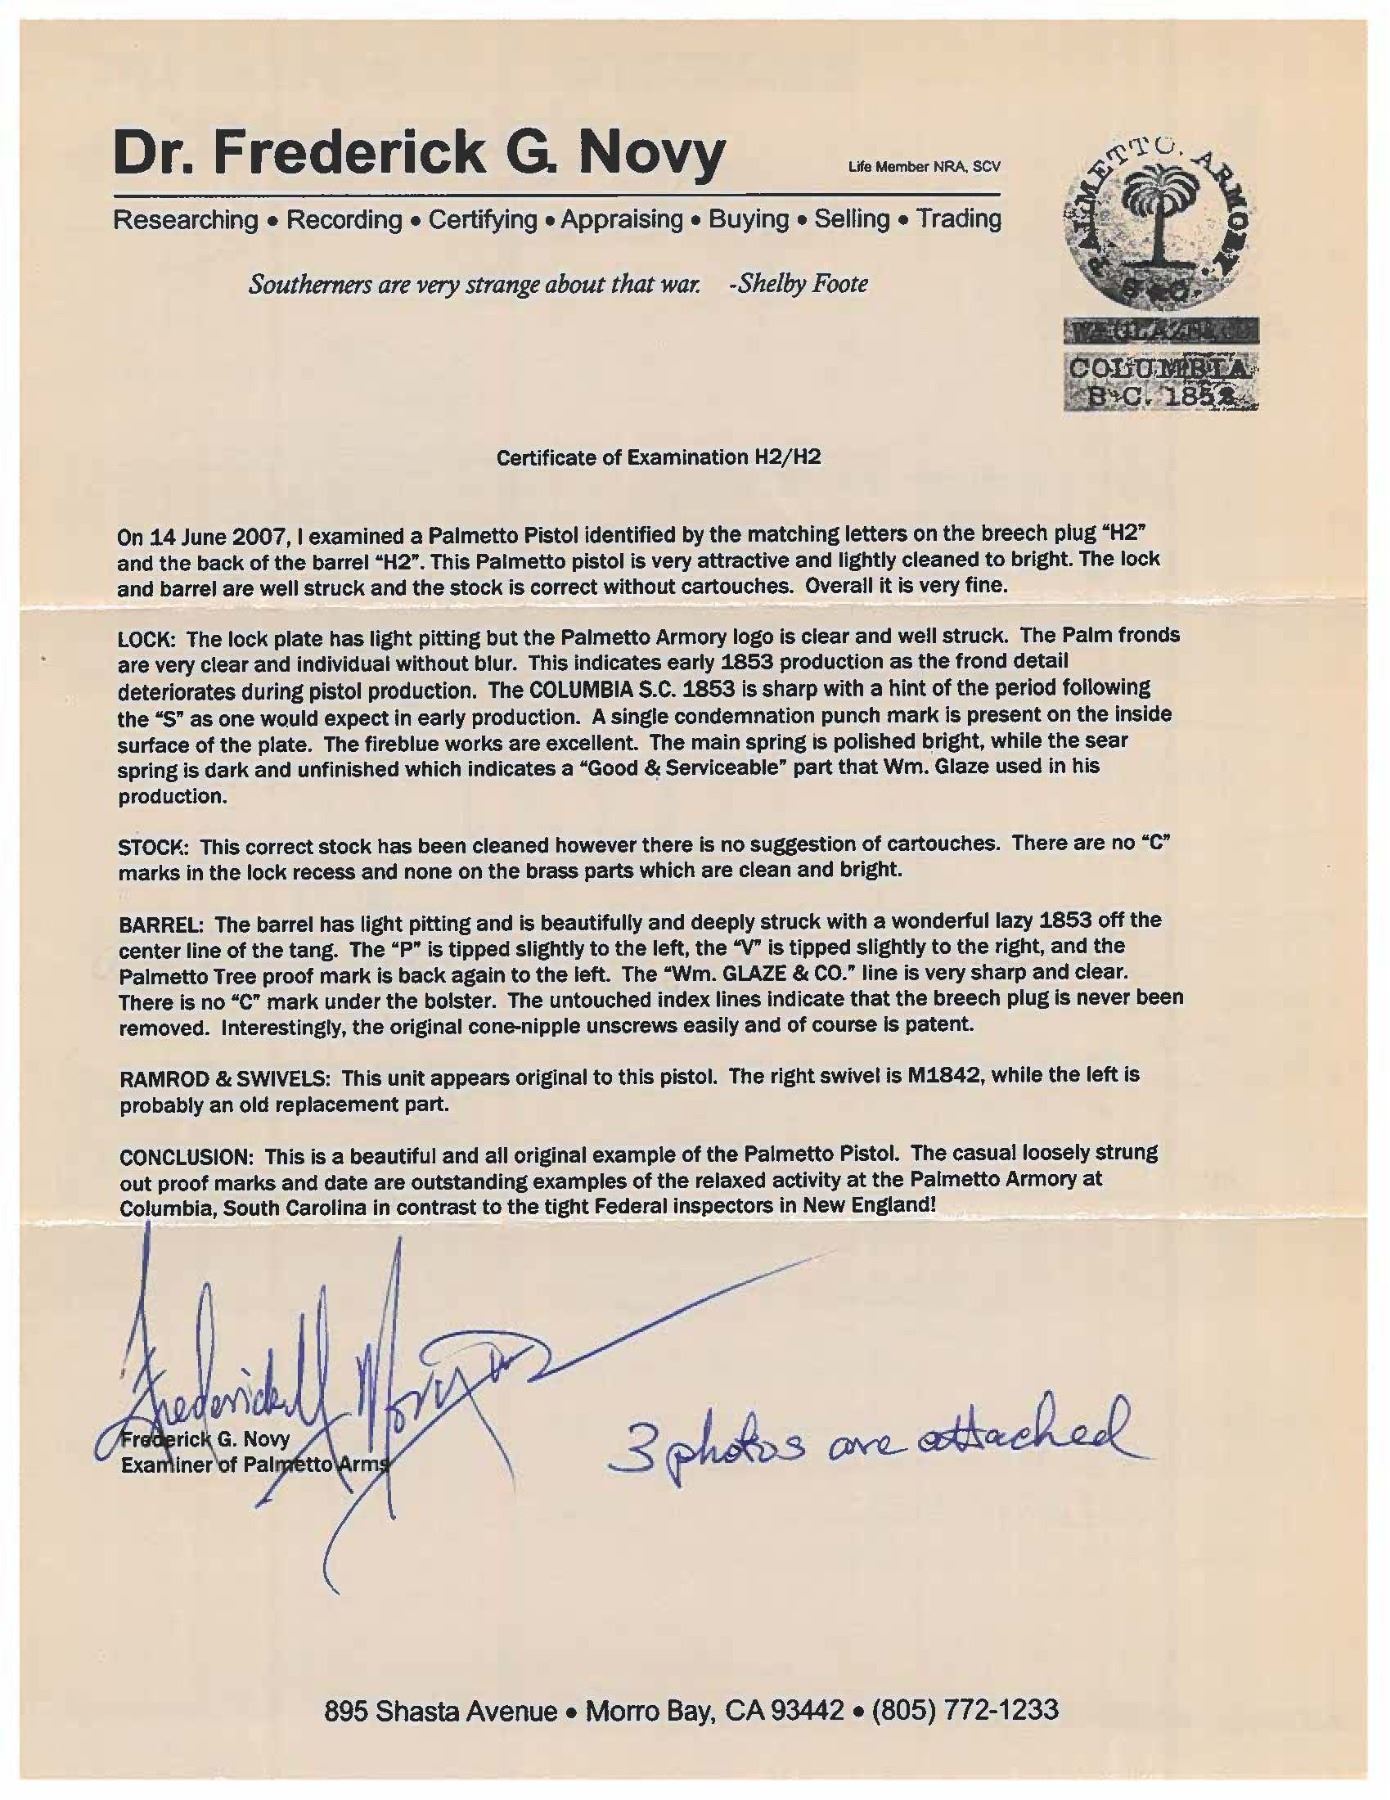 Dr. Frederick G. Novy
Life Member NRA, SCV
Researching • Recording • Certifying • Appraising • Buying • Selling • Trading
Southerners are very strange about that war. -Shelby Foote
PALMETTO. ARMORY.
S*C.
COLUMBIA
S*C. 1852
Certificate of Examination H2/H2
On 14 June 2007, I examined a Palmetto Pistol identified by the matching letters on the breech plug “H2”
and the back of the barrel “H2”. This Palmetto pistol is very attractive and lightly cleaned to bright. The lock
and barrel are well struck and the stock is correct without cartouches. Overall it is very fine.
LOCK: The lock plate has light pitting but the Palmetto Armory logo is clear and well struck. The Palm fronds
are very clear and individual without blur. This indicates early 1853 production as the frond detail
deteriorates during pistol production. The COLUMBIA S.C. 1853 is sharp with a hint of the period following
the “S” as one would expect in early production. A single condemnation punch mark is present on the inside
surface of the plate. The fireblue works are excellent. The main spring is polished bright, while the sear
spring is dark and unfinished which indicates a “Good & Serviceable” part that Wm. Glaze used in his
production.
STOCK: This correct stock has been cleaned however there is no suggestion of cartouches. There are no “C”
marks in the lock recess and none on the brass parts which are clean and bright.
BARREL: The barrel has light pitting and is beautifully and deeply struck with a wonderful lazy 1853 off the
center line of the tang. The “P” is tipped slightly to the left, the “V” is tipped slightly to the right, and the
Palmetto Tree proof mark is back again to the left. The “Wm. GLAZE & CO.” line is very sharp and clear.
There is no “C” mark under the bolster. The untouched index lines indicate that the breech plug is never been
removed. Interestingly, the original cone-nipple unscrews easily and of course is patent.
RAMROD & SWIVELS: This unit appears original to this pistol. The right swivel is M1842, while the left is
probably an old replacement part.
CONCLUSION: This is a beautiful and all original example of the Palmetto Pistol. The casual loosely strung
out proof marks and date are outstanding examples of the relaxed activity at the Palmetto Armory at
Columbia, South Carolina in contrast to the tight Federal inspectors in New England!
Frederick G. Novy
Examiner of Palmetto Arms
3 photos are attached
895 Shasta Avenue • Morro Bay, CA 93442 • (805) 772-1233